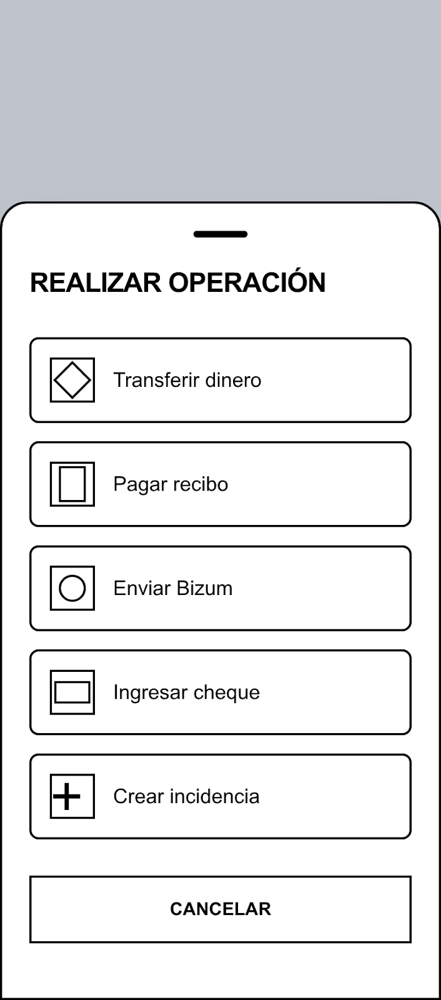 REALIZAR OPERACIÓN
Transferir dinero
Pagar recibo
Enviar Bizum
Ingresar cheque
Crear incidencia
CANCELAR